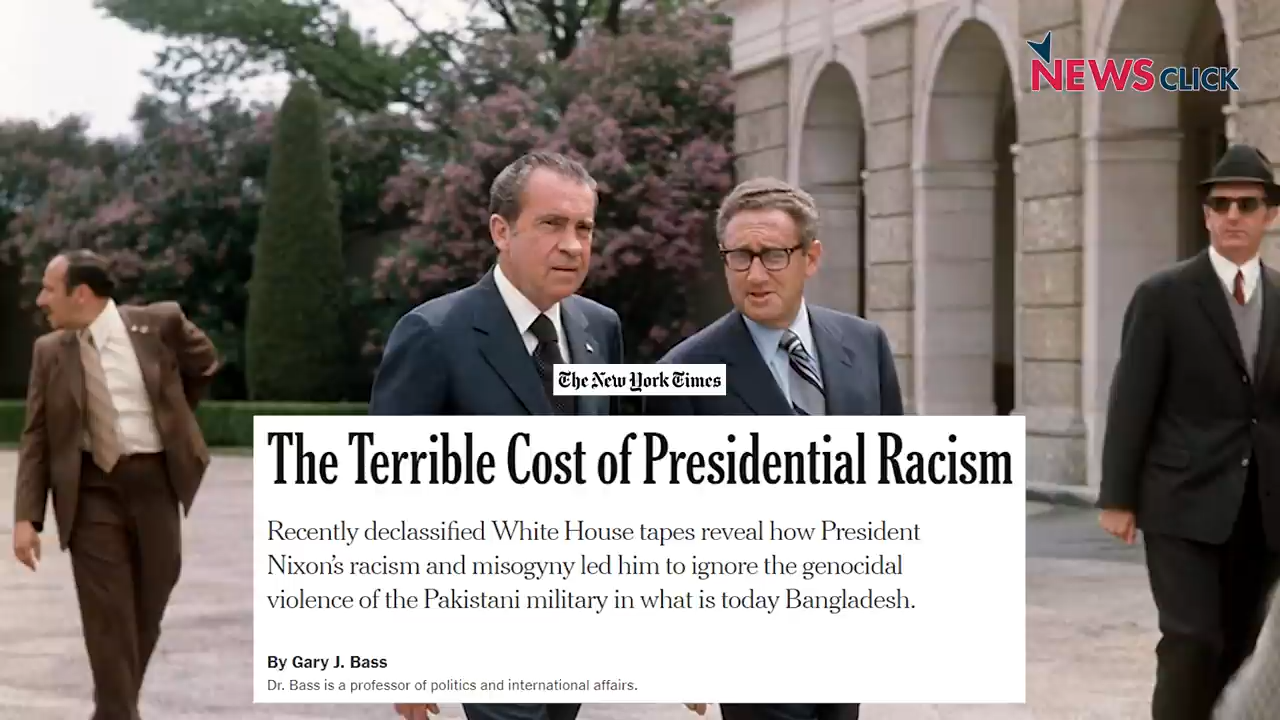 NEWSCLICK
The New York Times
The Terrible Cost of Presidential Racism
Recently declassified White House tapes reveal how President
Nixon's racism and misogyny led him to ignore the genocidal
violence of the Pakistani military in what is today Bangladesh.
By Gary J. Bass
Dr. Bass is a professor of politics and international affairs.